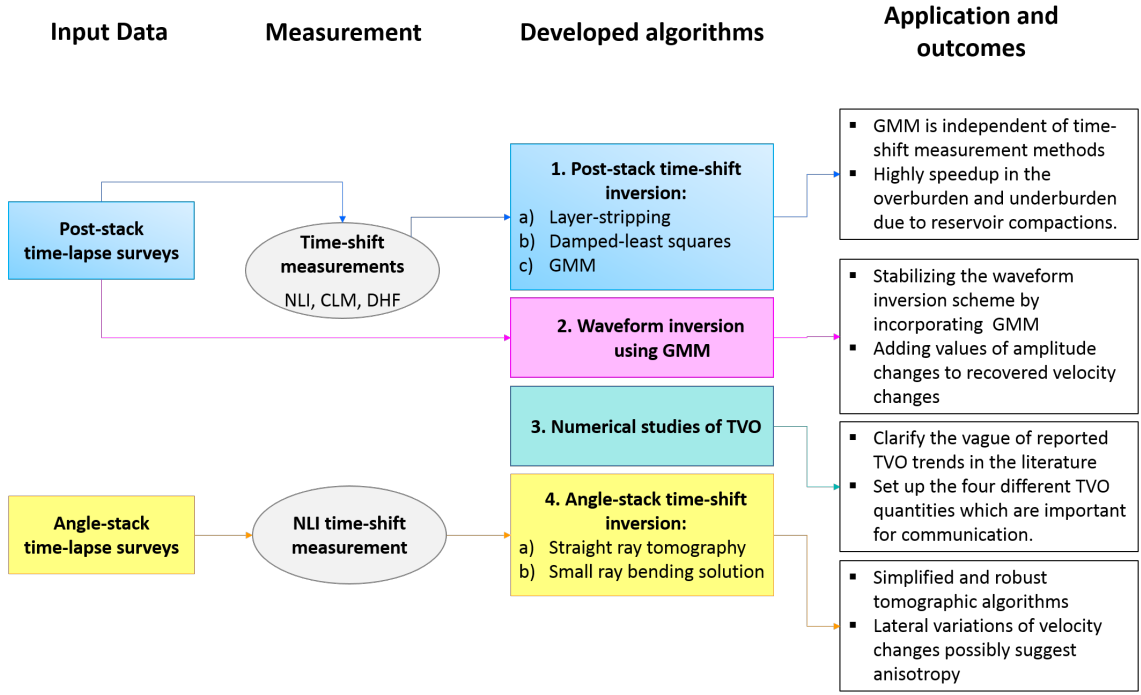 Input Data
Measurement
Developed algorithms
Application and
outcomes
Post-stack
time-lapse surveys
Time-shift
measurements
NLI, CLM, DHF
1. Post-stack time-shift
inversion:
a) Layer-stripping
b) Damped-least squares
c) GMM
▪ GMM is independent of time-
shift measurement methods
▪ Highly speedup in the
overburden and underburden
due to reservoir compactions.
2. Waveform inversion
using GMM
▪ Stabilizing the waveform
inversion scheme by
incorporating GMM
▪ Adding values of amplitude
changes to recovered velocity
changes
3. Numerical studies of TVO
▪ Clarify the vague of reported
TVO trends in the literature
▪ Set up the four different TVO
quantities which are important
for communication.
Angle-stack
time-lapse surveys
NLI time-shift
measurement
4. Angle-stack time-shift
inversion:
a) Straight ray tomography
b) Small ray bending solution
▪ Simplified and robust
tomographic algorithms
▪ Lateral variations of velocity
changes possibly suggest
anisotropy